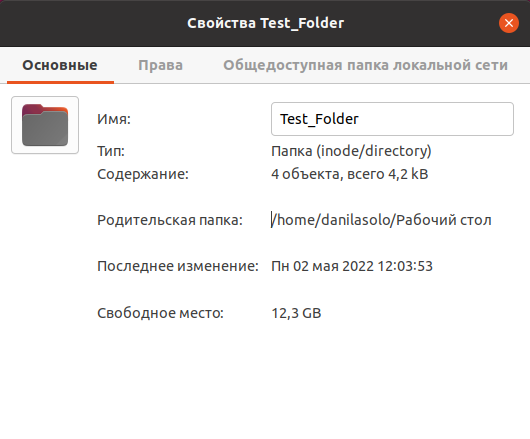 Свойства Test_Folder
Основные Права Общедоступная папка локальной сети
Имя: Test_Folder
Тип: Папка (inode/directory)
Содержание: 4 объекта, всего 4,2 kB
Родительская папка: /home/danilasolo/Рабочий стол
Последнее изменение: Пн 02 мая 2022 12:03:53
Свободное место: 12,3 GB